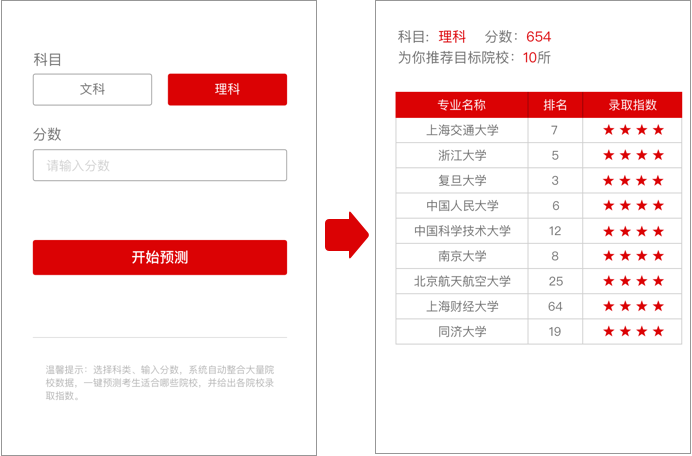 科目
文科 理科
分数
请输入分数
开始预测
温馨提示：选择科类、输入分数，系统自动整合大量院
校数据，一键预测考生适合哪些院校，并给出各院校录
取指数。
科目: 理科 分数：654
为你推荐目标院校：10所
专业名称 排名 录取指数
上海交通大学 7 ★ ★ ★ ★
浙江大学 5 ★ ★ ★ ★
复旦大学 3 ★ ★ ★ ★
中国人民大学 6 ★ ★ ★ ★
中国科学技术大学 12 ★ ★ ★ ★
南京大学 8 ★ ★ ★ ★
北京航天航空大学 25 ★ ★ ★ ★
上海财经大学 64 ★ ★ ★ ★
同济大学 19 ★ ★ ★ ★